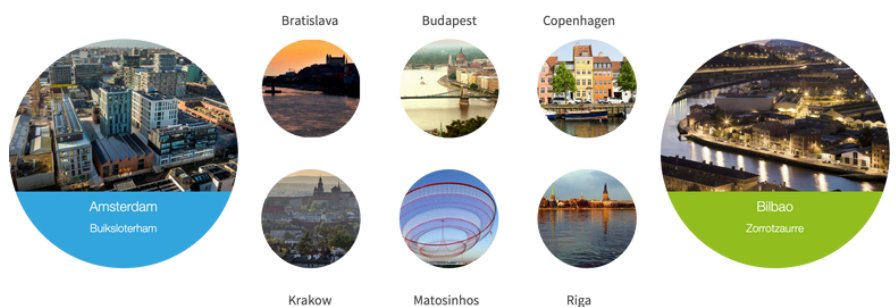 Bratislava
Budapest
Copenhagen
Amsterdam
Buiksloterham
Bilbao
Zorrotzaurre
Krakow
Matosinhos
Riga